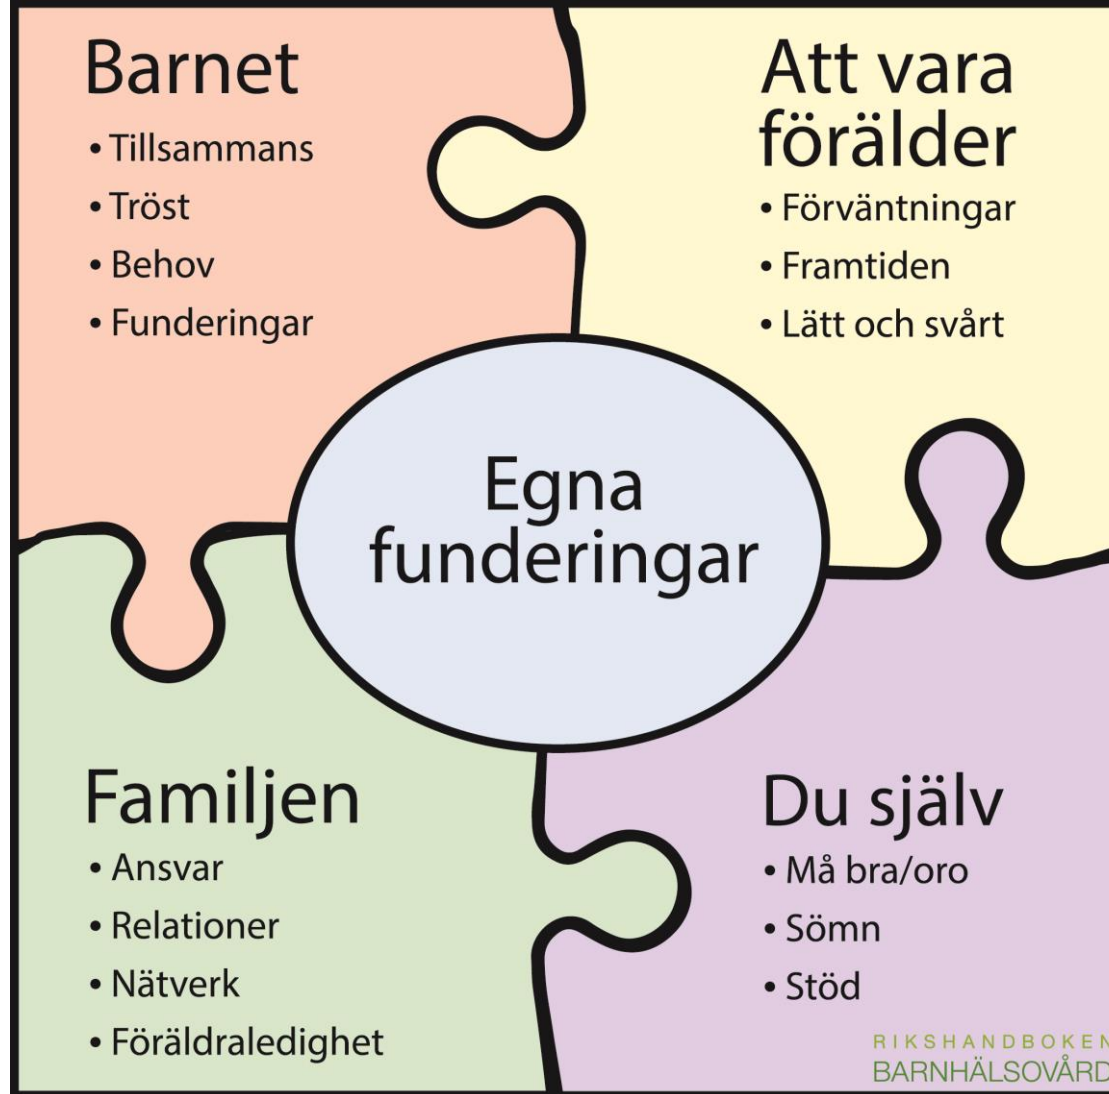 Barnet
• Tillsammans
• Tröst
• Behov
• Funderingar
Att vara
förälder
• Förväntningar
• Framtiden
• Lätt och svårt
Egna
funderingar
Familjen
• Ansvar
• Relationer
• Nätverk
• Föräldraledighet
Du själv
• Må bra/oro
• Sömn
• Stöd
RIKSHANDBOKEN
BARNHÄLSOVÅRD